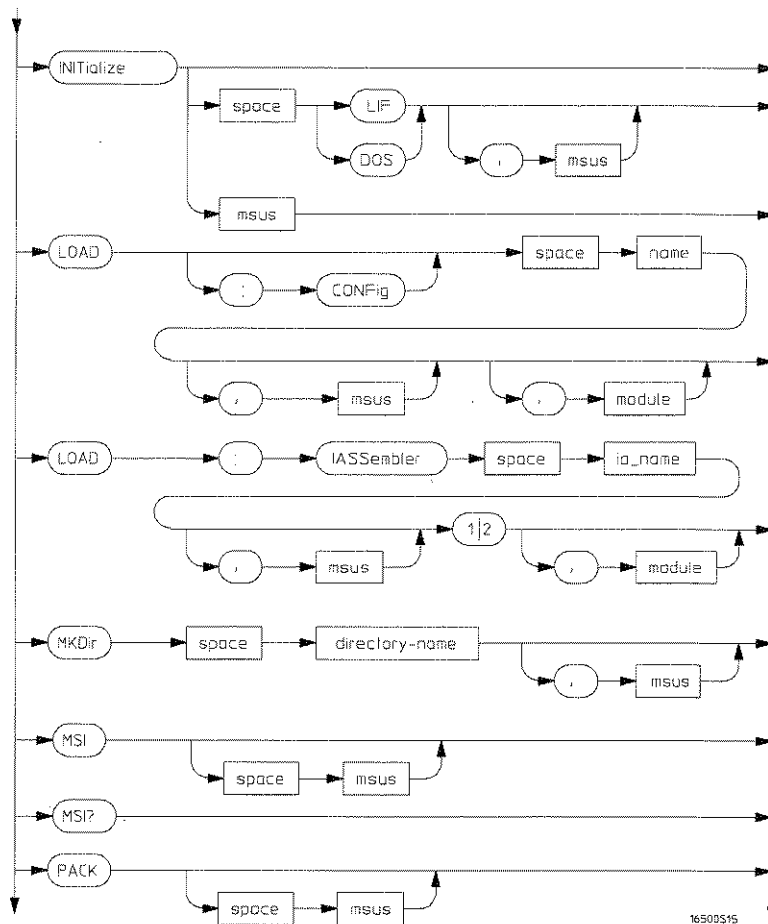 INITialize
space LIF
DOS , msus
msus
LOAD space name
: CONFig
, msus , module
LOAD : IASSembler space ia_name
1|2
, msus , module
MKDir space directory-name
, msus
MSI
space msus
MSI?
PACK
space msus
16500S15